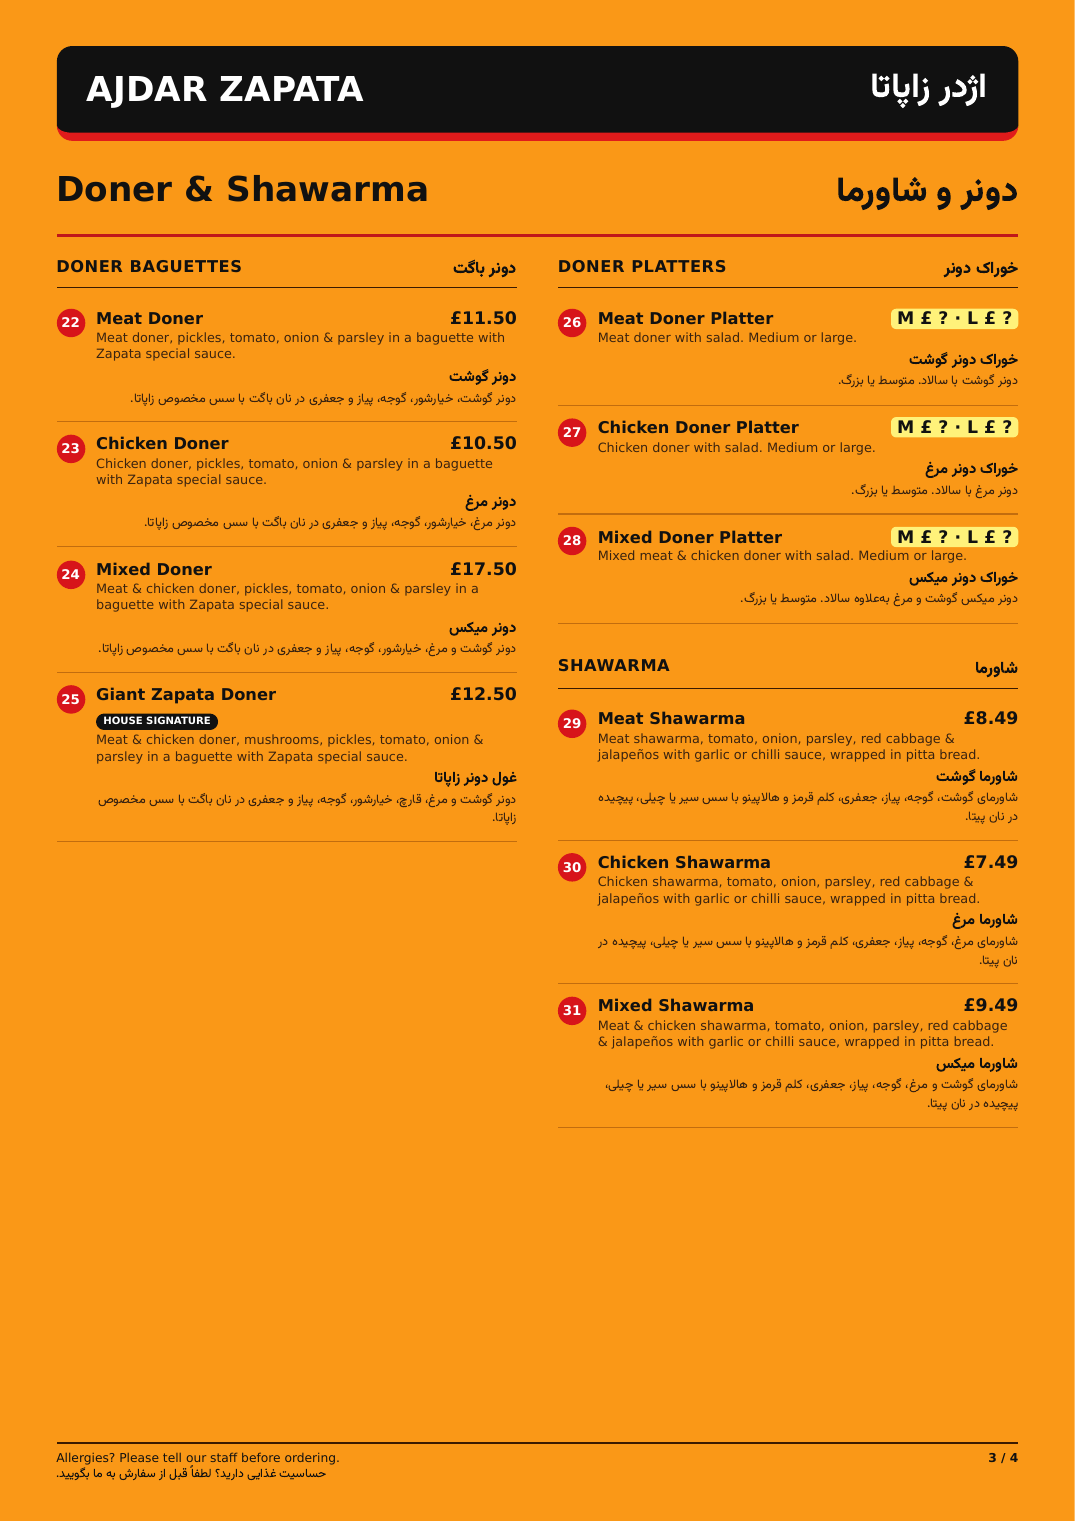 AJDAR ZAPATA
اژدر زاپاتا
Doner & Shawarma
دونر و شاورما
DONER BAGUETTES
دونر باگت
22 Meat Doner £11.50
Meat doner, pickles, tomato, onion & parsley in a baguette with
Zapata special sauce.
دونر گوشت
دونر گوشت، خیارشور، گوجه، پیاز و جعفری در نان باگت با سس مخصوص زاپاتا.
23 Chicken Doner £10.50
Chicken doner, pickles, tomato, onion & parsley in a baguette
with Zapata special sauce.
دونر مرغ
دونر مرغ، خیارشور، گوجه، پیاز و جعفری در نان باگت با سس مخصوص زاپاتا.
24 Mixed Doner £17.50
Meat & chicken doner, pickles, tomato, onion & parsley in a
baguette with Zapata special sauce.
دونر میکس
دونر گوشت و مرغ، خیارشور، گوجه، پیاز و جعفری در نان باگت با سس مخصوص زاپاتا.
25 Giant Zapata Doner £12.50
HOUSE SIGNATURE
Meat & chicken doner, mushrooms, pickles, tomato, onion &
parsley in a baguette with Zapata special sauce.
غول دونر زاپاتا
دونر گوشت و مرغ، قارچ، خیارشور، گوجه، پیاز و جعفری در نان باگت با سس مخصوص
زاپاتا.
DONER PLATTERS
خوراک دونر
26 Meat Doner Platter M £ ? · L £ ?
Meat doner with salad. Medium or large.
خوراک دونر گوشت
دونر گوشت با سالاد. متوسط یا بزرگ.
27 Chicken Doner Platter M £ ? · L £ ?
Chicken doner with salad. Medium or large.
خوراک دونر مرغ
دونر مرغ با سالاد. متوسط یا بزرگ.
28 Mixed Doner Platter M £ ? · L £ ?
Mixed meat & chicken doner with salad. Medium or large.
خوراک دونر میکس
دونر میکس گوشت و مرغ به‌علاوه سالاد. متوسط یا بزرگ.
SHAWARMA
شاورما
29 Meat Shawarma £8.49
Meat shawarma, tomato, onion, parsley, red cabbage &
jalapeños with garlic or chilli sauce, wrapped in pitta bread.
شاورما گوشت
شاورمای گوشت، گوجه، پیاز، جعفری، کلم قرمز و هالاپینو با سس سیر یا چیلی، پیچیده
در نان پیتا.
30 Chicken Shawarma £7.49
Chicken shawarma, tomato, onion, parsley, red cabbage &
jalapeños with garlic or chilli sauce, wrapped in pitta bread.
شاورما مرغ
شاورمای مرغ، گوجه، پیاز، جعفری، کلم قرمز و هالاپینو با سس سیر یا چیلی، پیچیده در
نان پیتا.
31 Mixed Shawarma £9.49
Meat & chicken shawarma, tomato, onion, parsley, red cabbage
& jalapeños with garlic or chilli sauce, wrapped in pitta bread.
شاورما میکس
شاورمای گوشت و مرغ، گوجه، پیاز، جعفری، کلم قرمز و هالاپینو با سس سیر یا چیلی،
پیچیده در نان پیتا.
Allergies? Please tell our staff before ordering.
حساسیت غذایی دارید؟ لطفاً قبل از سفارش به ما بگویید.
3 / 4